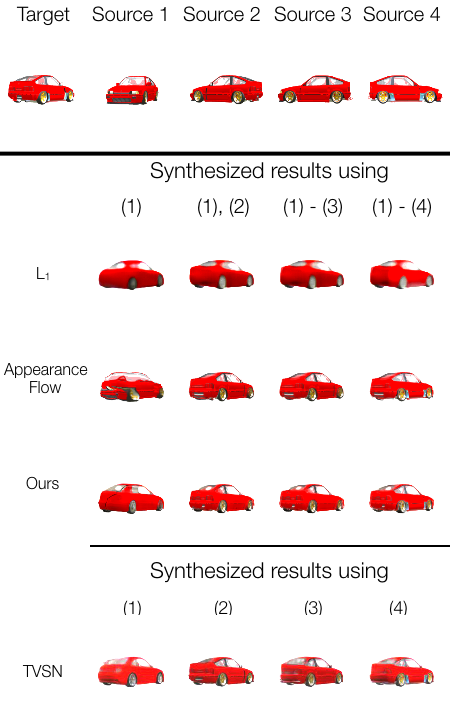 Target Source 1 Source 2 Source 3 Source 4
Synthesized results using
(1) (1), (2) (1) - (3) (1) - (4)
L₁
Appearance
Flow
Ours
Synthesized results using
(1) (2) (3) (4)
TVSN